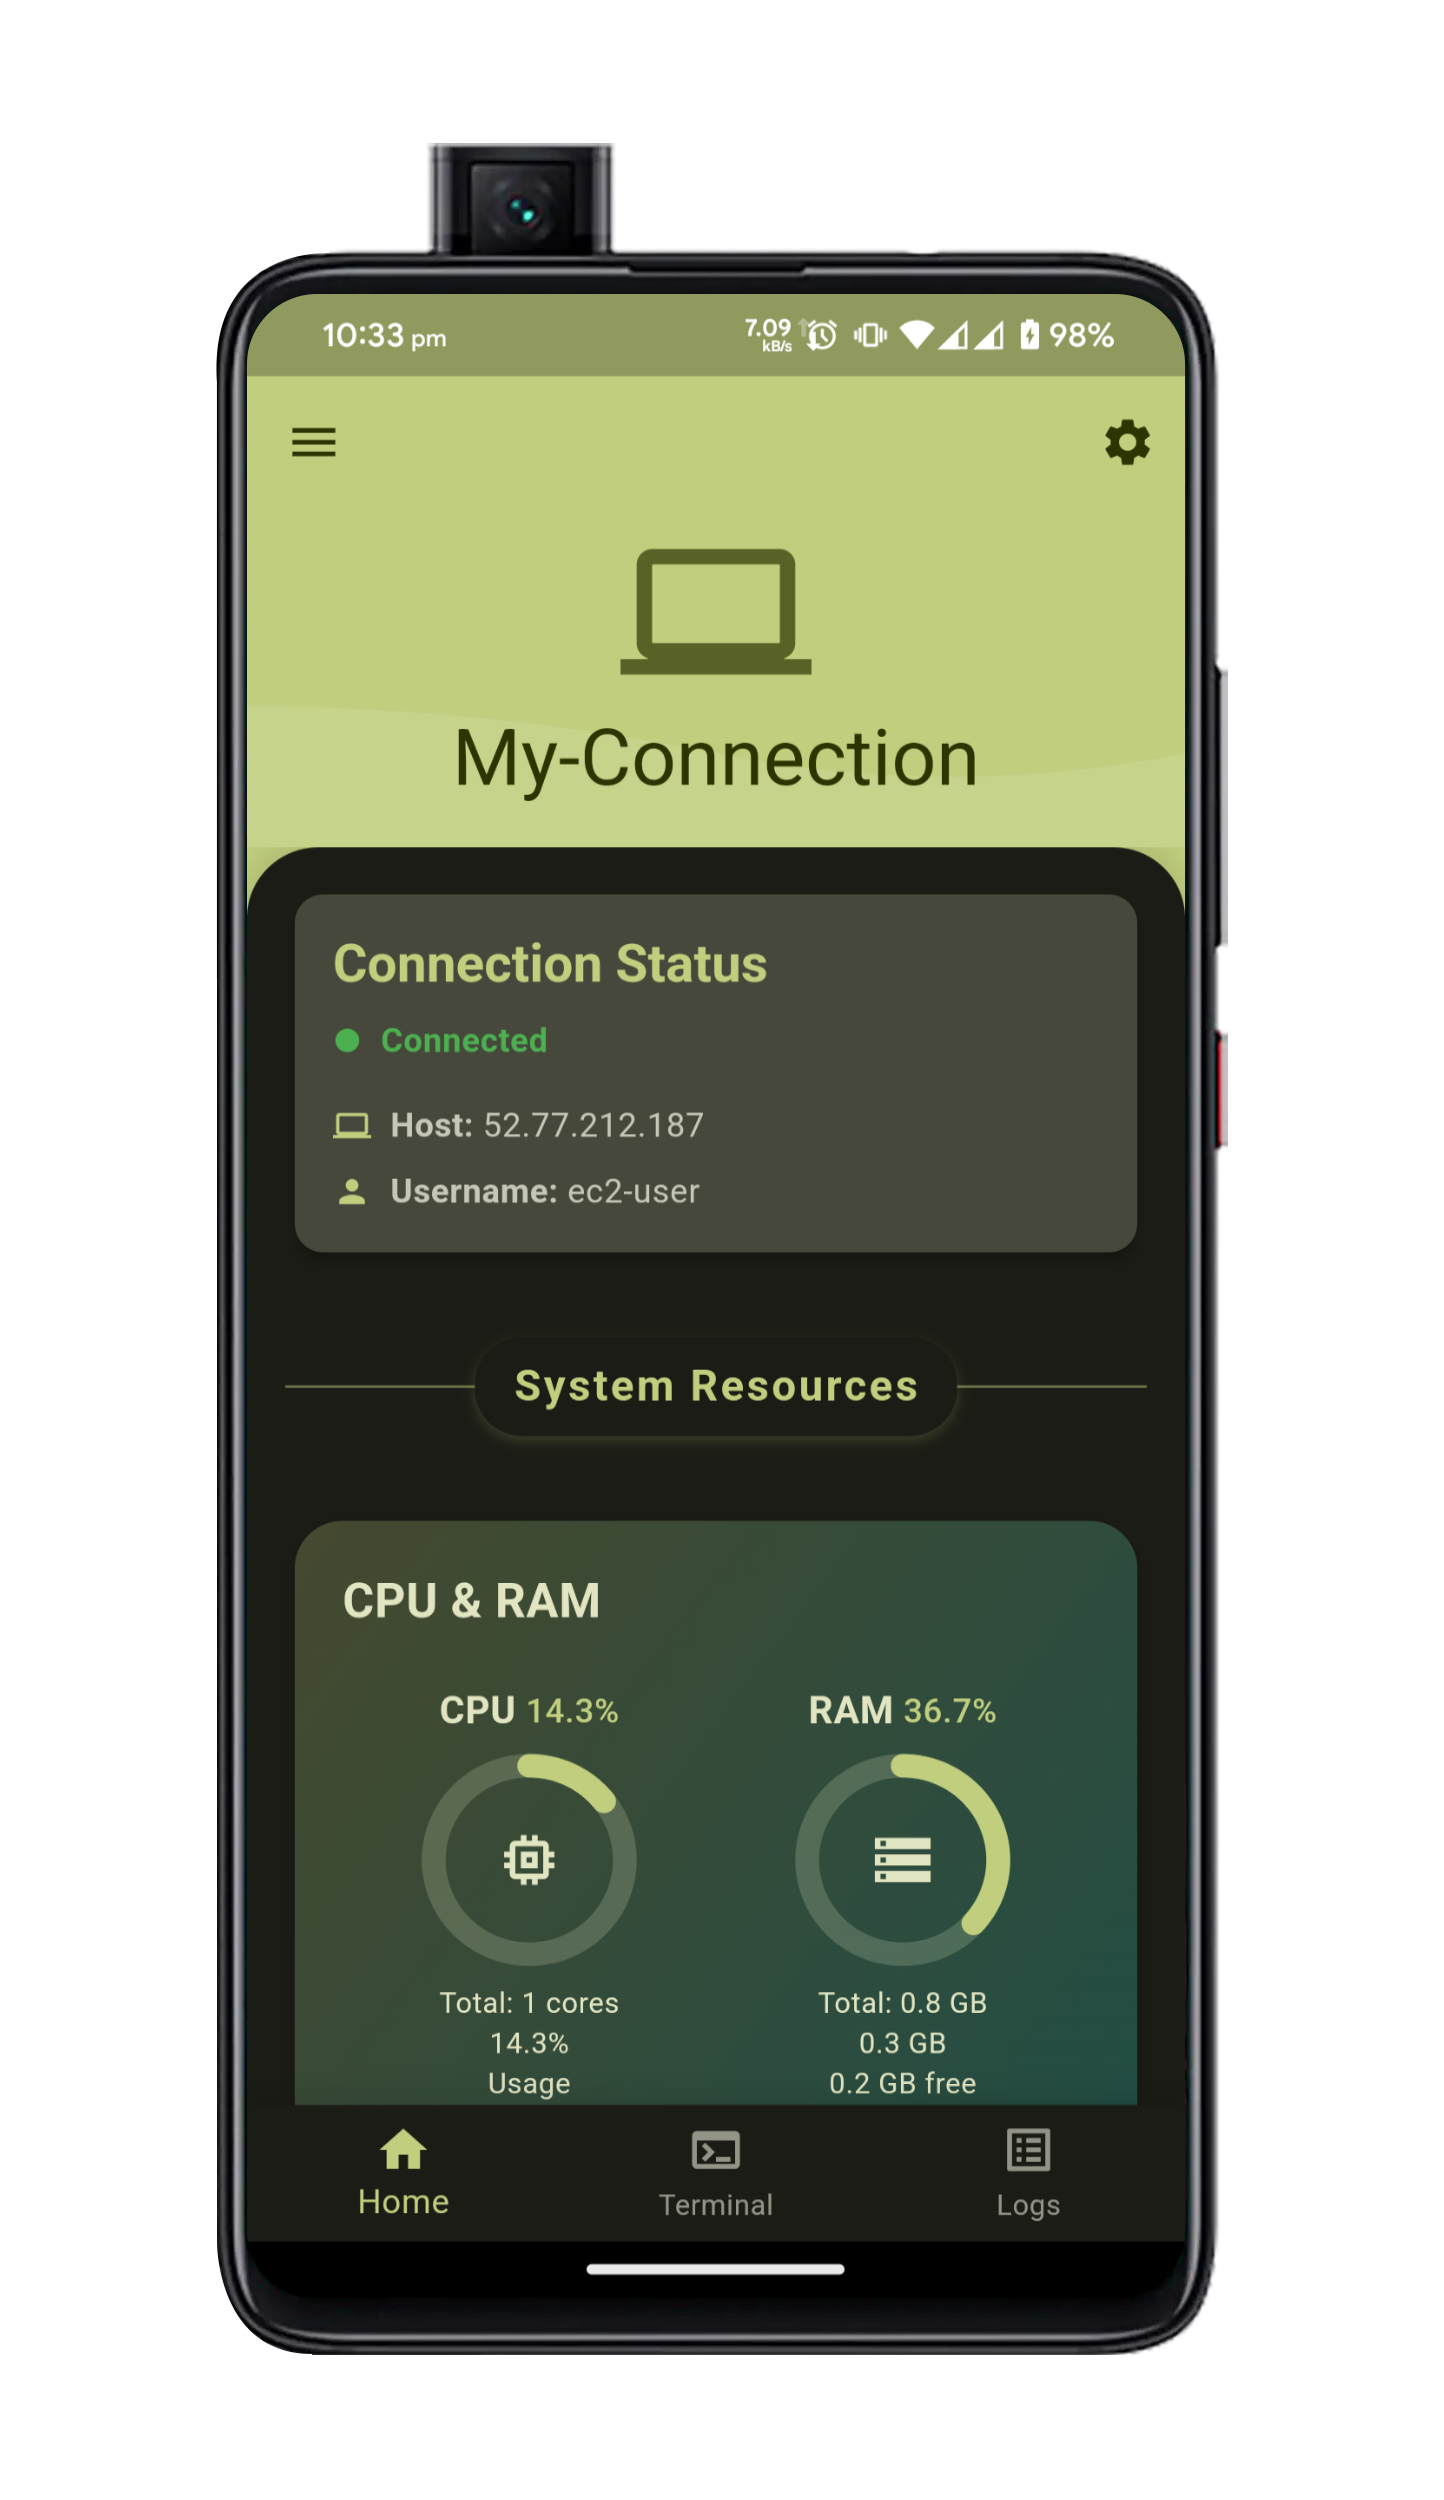 10:33 pm 7.09 kB/s 98%
My-Connection
Connection Status
Connected
Host: 52.77.212.187
Username: ec2-user
System Resources
CPU & RAM
CPU 14.3% RAM 36.7%
Total: 1 cores Total: 0.8 GB
14.3% 0.3 GB
Usage 0.2 GB free
Home Terminal Logs